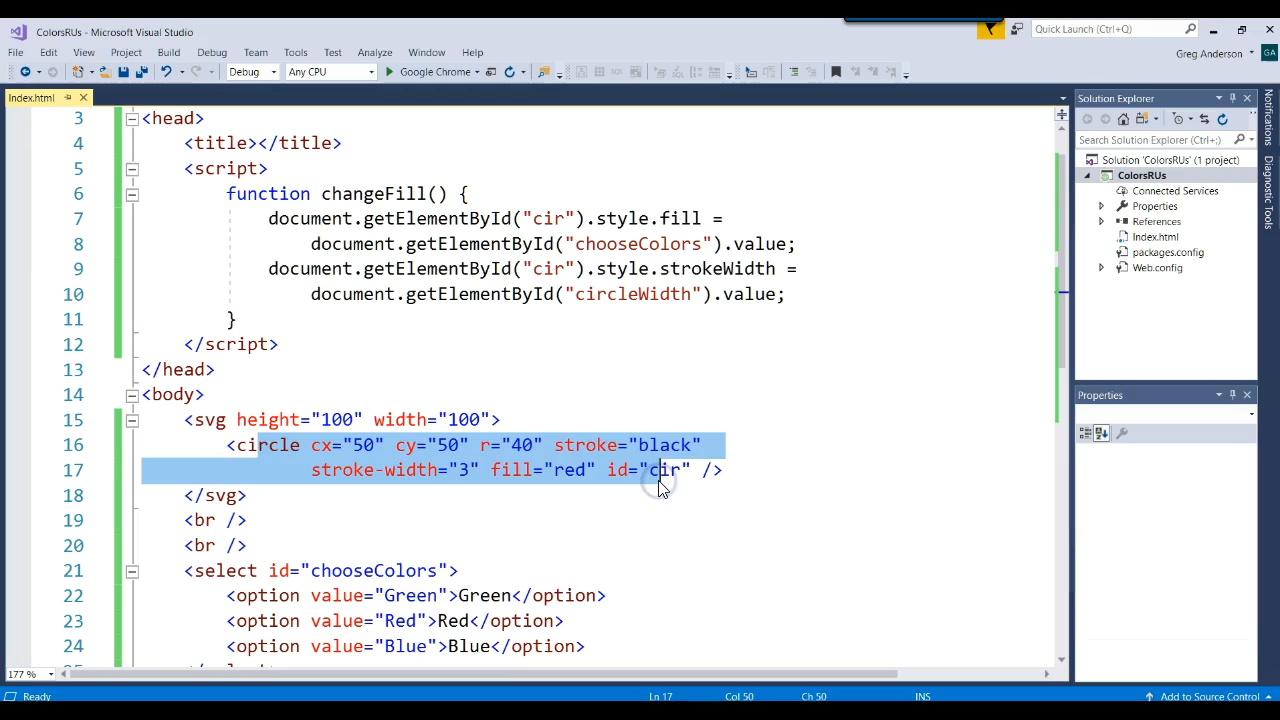 ColorsRUs - Microsoft Visual Studio
Quick Launch (Ctrl+Q)
File Edit View Project Build Debug Team Tools Test Analyze Window Help
Greg Anderson GA
Debug Any CPU Google Chrome
Index.html
3 <head>
4 <title></title>
5 <script>
6 function changeFill() {
7 document.getElementById("cir").style.fill =
8 document.getElementById("chooseColors").value;
9 document.getElementById("cir").style.strokeWidth =
10 document.getElementById("circleWidth").value;
11 }
12 </script>
13 </head>
14 <body>
15 <svg height="100" width="100">
16 <circle cx="50" cy="50" r="40" stroke="black"
17 stroke-width="3" fill="red" id="cir" />
18 </svg>
19 <br />
20 <br />
21 <select id="chooseColors">
22 <option value="Green">Green</option>
23 <option value="Red">Red</option>
24 <option value="Blue">Blue</option>
Solution Explorer
Search Solution Explorer (Ctrl+;)
Solution 'ColorsRUs' (1 project)
ColorsRUs
Connected Services
Properties
References
Index.html
packages.config
Web.config
Properties
Notifications
Diagnostic Tools
177 %
Ready Ln 17 Col 50 Ch 50 INS Add to Source Control